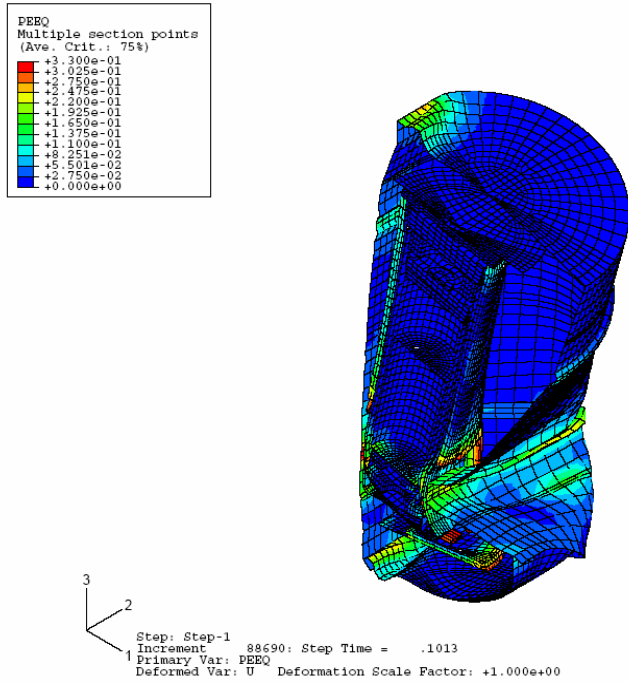 PEEQ
Multiple section points
(Ave. Crit.: 75%)
+3.300e-01
+3.025e-01
+2.750e-01
+2.475e-01
+2.200e-01
+1.925e-01
+1.650e-01
+1.375e-01
+1.100e-01
+8.251e-02
+5.501e-02
+2.750e-02
+0.000e+00
3
2
1
Step: Step-1
Increment 88690: Step Time = .1013
Primary Var: PEEQ
Deformed Var: U Deformation Scale Factor: +1.000e+00